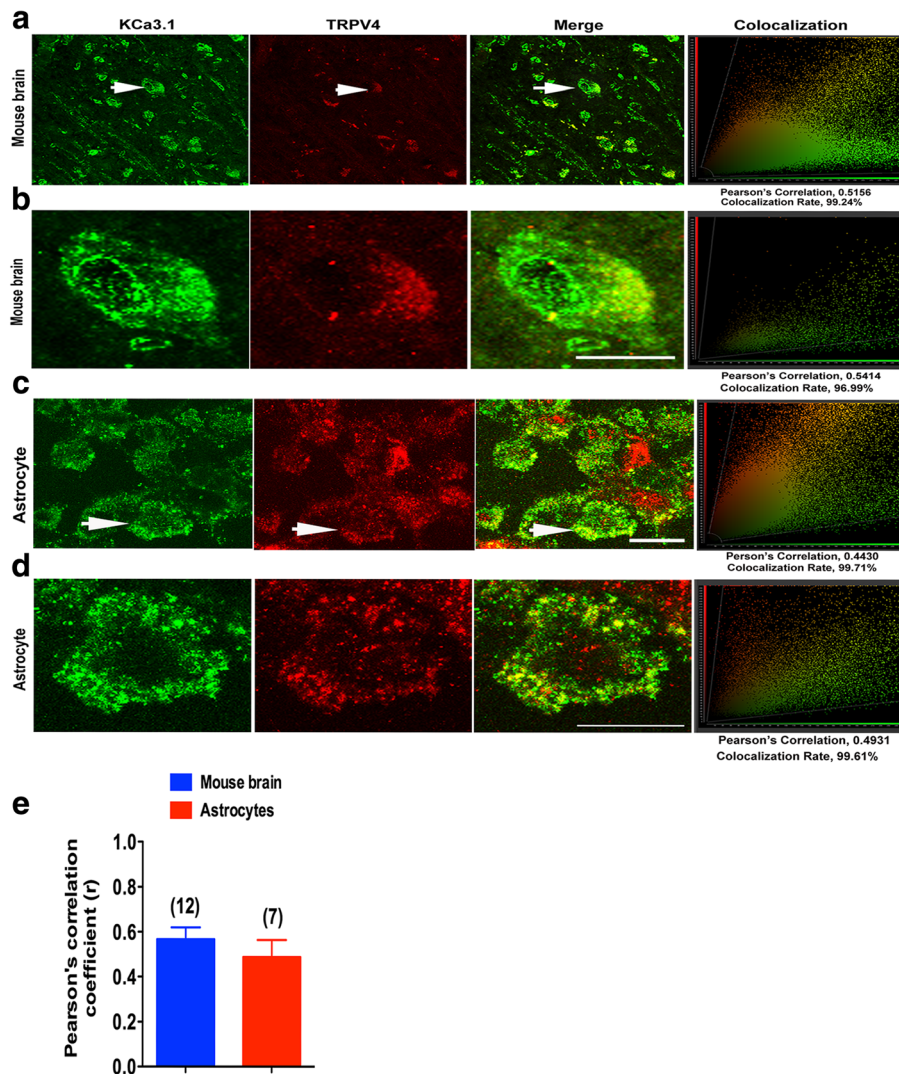 a
KCa3.1 TRPV4 Merge Colocalization
Mouse brain
Pearson's Correlation, 0.5156
Colocalization Rate, 99.24%
b
Mouse brain
Pearson's Correlation, 0.5414
Colocalization Rate, 96.99%
c
Astrocyte
Person's Correlation, 0.4430
Colocalization Rate, 99.71%
d
Astrocyte
Pearson's Correlation, 0.4931
Colocalization Rate, 99.61%
e
Mouse brain
Astrocytes
Pearson's correlation
coefficient (r)
1.0
0.8
0.6
0.4
0.2
0.0
(12)
(7)